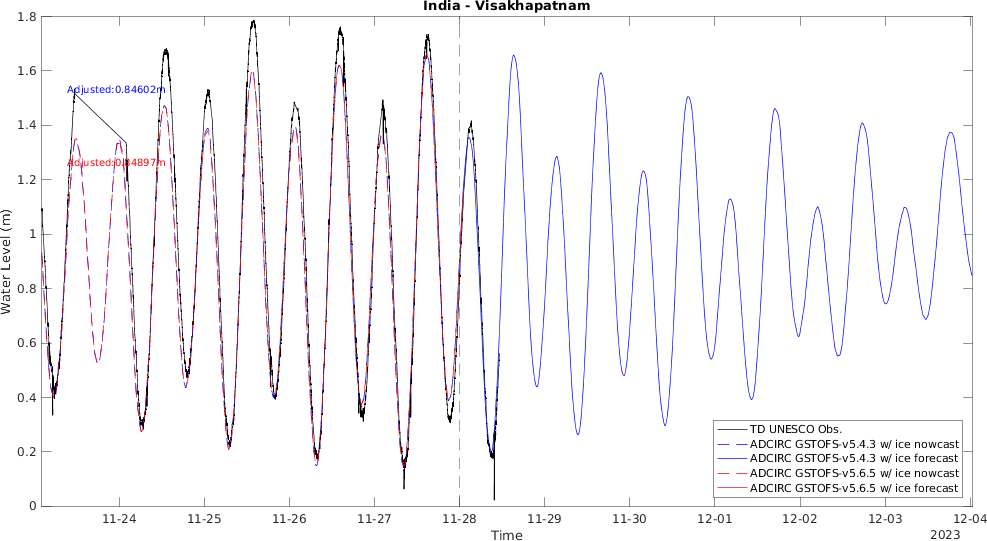 India - Visakhapatnam
1.8
1.6
1.4
1.2
1
0.8
0.6
0.4
0.2
0
Water Level (m)
Adjusted:0.84602m
Adjusted:0.84897m
TD UNESCO Obs.
ADCIRC GSTOFS-v5.4.3 w/ ice nowcast
ADCIRC GSTOFS-v5.4.3 w/ ice forecast
ADCIRC GSTOFS-v5.6.5 w/ ice nowcast
ADCIRC GSTOFS-v5.6.5 w/ ice forecast
11-24 11-25 11-26 11-27 11-28 11-29 11-30 12-01 12-02 12-03 12-04
Time
2023